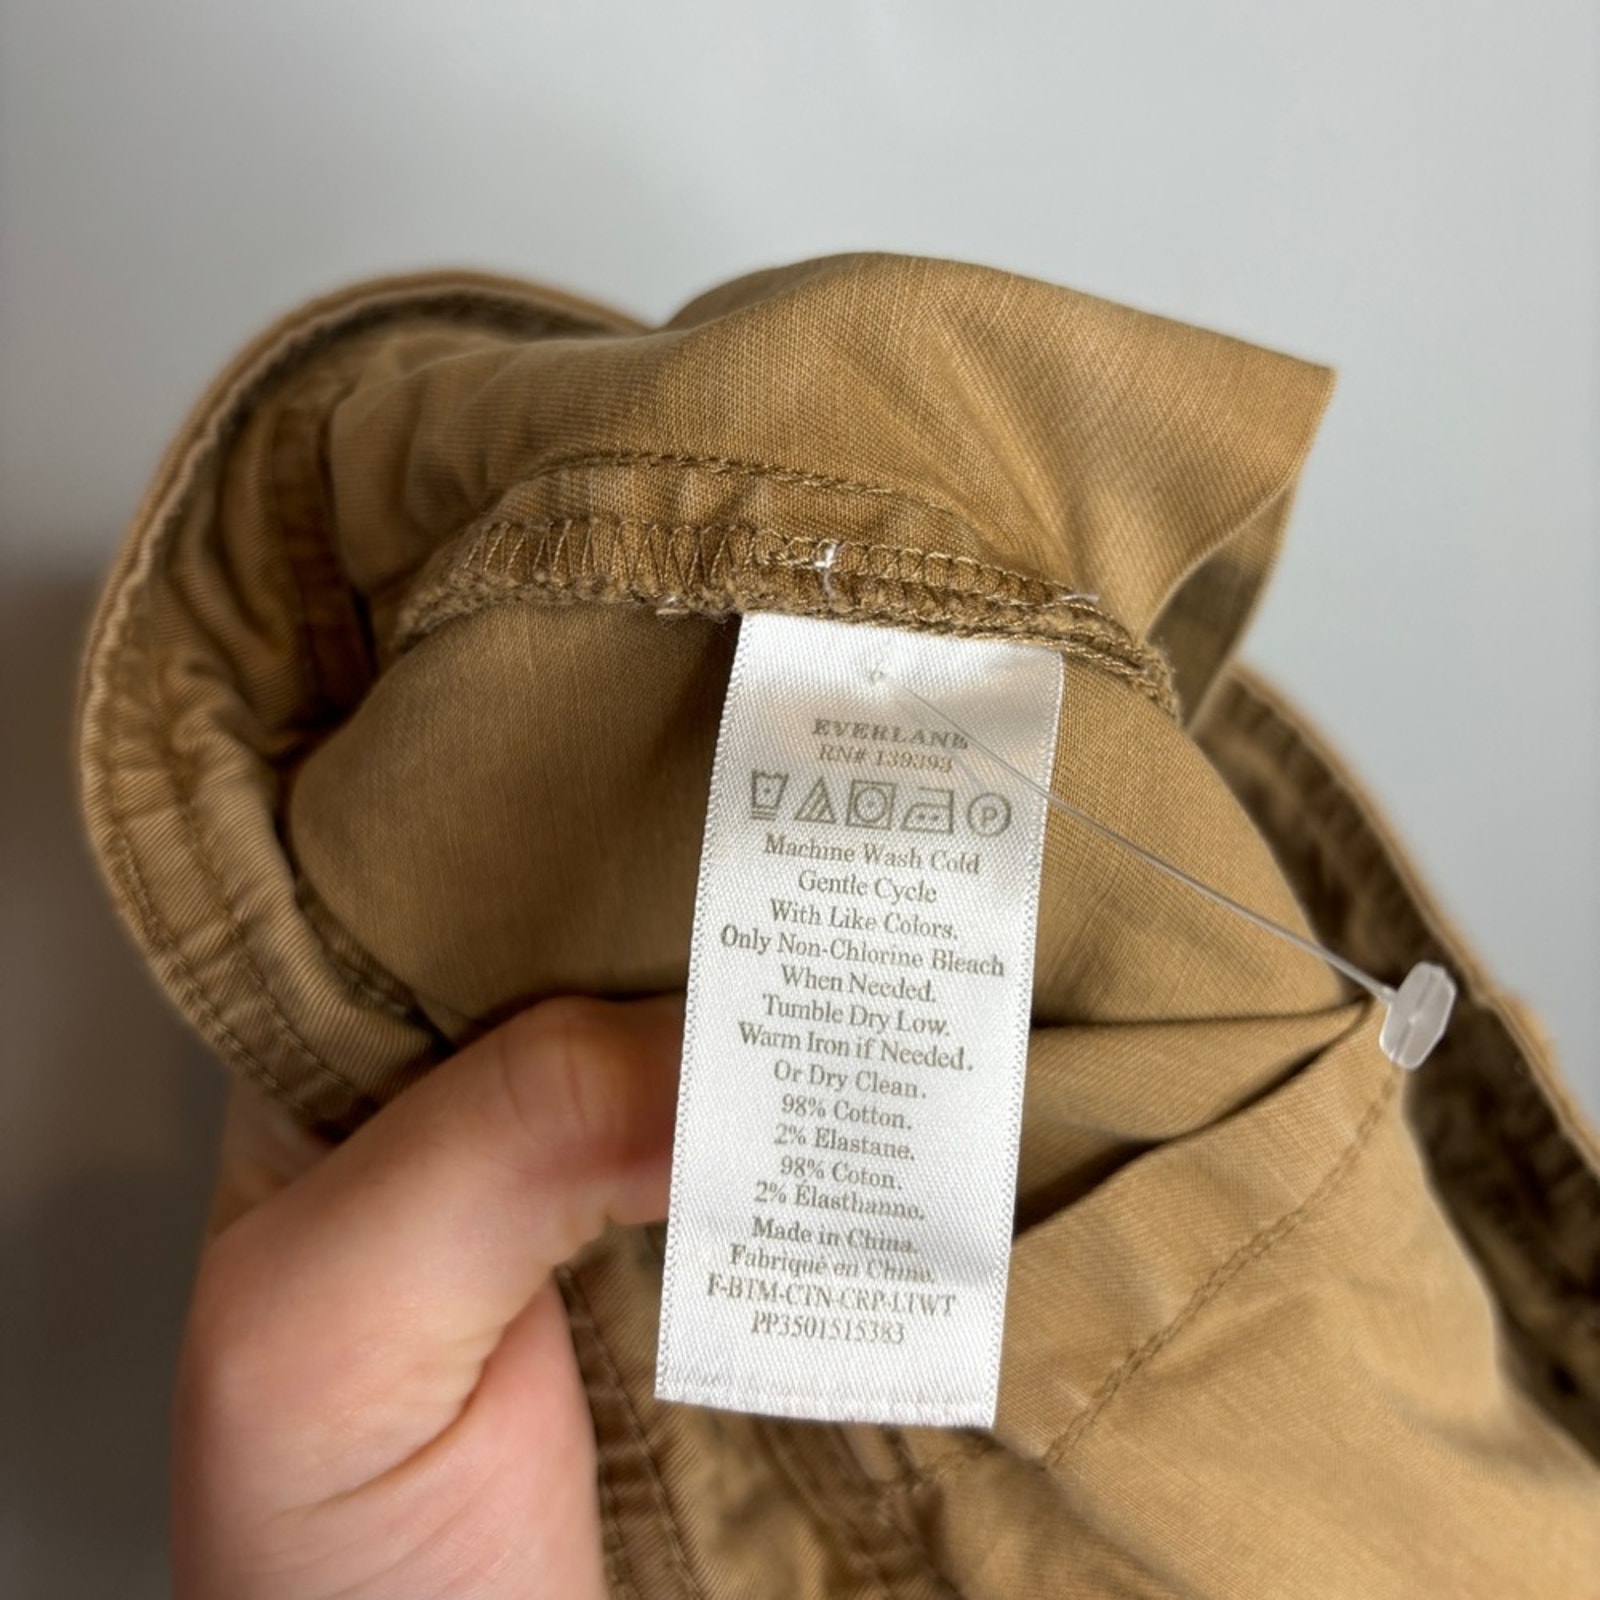 EVERLANE
RN# 139393
P
Machine Wash Cold
Gentle Cycle
With Like Colors.
Only Non-Chlorine Bleach
When Needed.
Tumble Dry Low.
Warm Iron if Needed.
Or Dry Clean.
98% Cotton.
2% Elastane.
98% Coton.
2% Élasthanne.
Made in China.
Fabriqué en Chine.
F-BTM-CTN-CRP-LTWT
PP3501515383